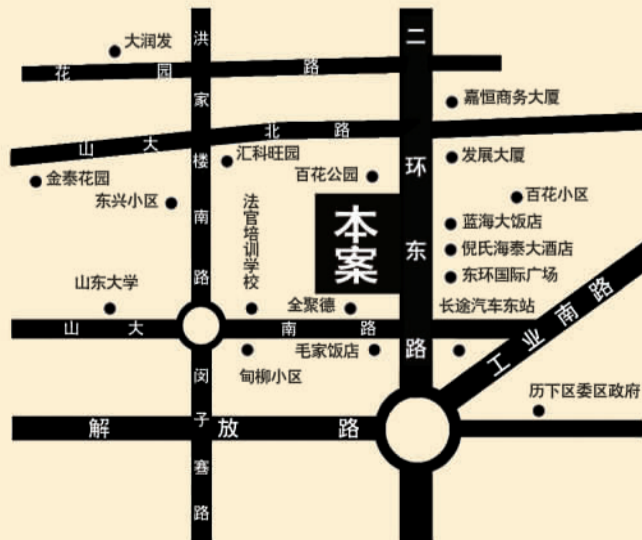 大润发
花园路
洪家楼南路
二环东路
嘉恒商务大厦
山大北路
汇科旺园
发展大厦
金泰花园
百花公园
东兴小区
百花小区
法官培训学校
本案
蓝海大饭店
倪氏海泰大酒店
东环国际广场
山东大学
全聚德
长途汽车东站
山大南路
工业南路
毛家饭店
甸柳小区
闵子骞路
历下区委区政府
解放路